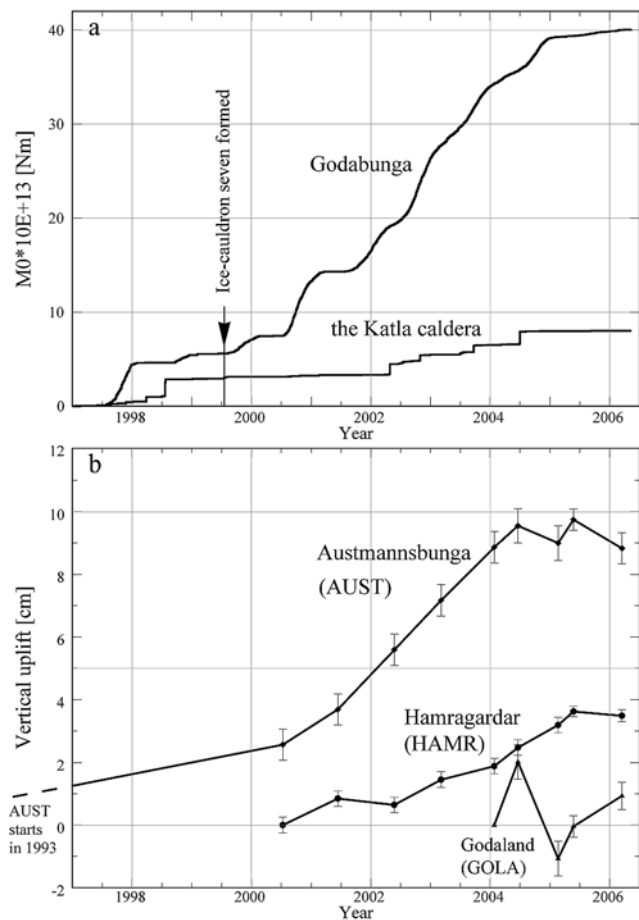 a
40
30
20
10
0
M0*10E+13 [Nm]
Ice-cauldron seven formed
Godabunga
the Katla caldera
1998 2000 2002 2004 2006
Year
b
12
10
8
6
4
2
0
-2
Vertical uplift [cm]
Austmannsbunga
(AUST)
Hamragardar
(HAMR)
Godaland
(GOLA)
AUST
starts
in 1993
1998 2000 2002 2004 2006
Year